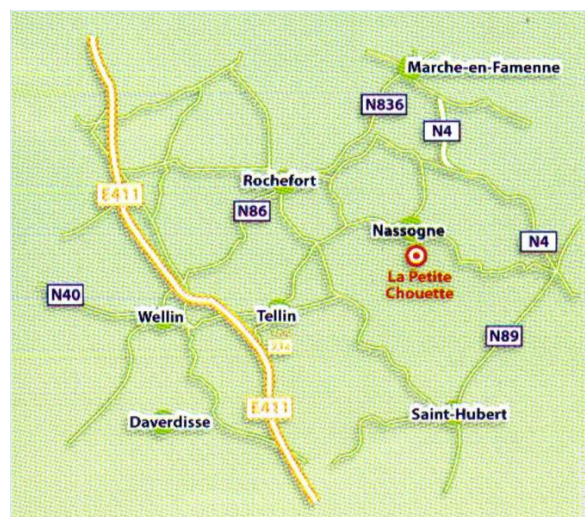 Marche-en-Famenne
N836
N4
Rochefort
E411
N86
Nassogne
N4
La Petite
Chouette
N40
Wellin
Tellin
N89
E411
Saint-Hubert
Daverdisse